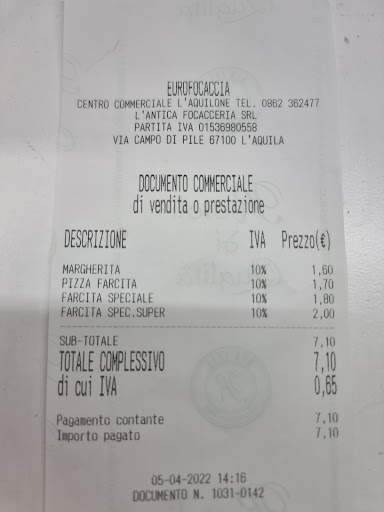 EUROFOCACCIA
CENTRO COMMERCIALE L'AQUILONE TEL. 0862 362477
L'ANTICA FOCACCERIA SRL
PARTITA IVA 01536980558
VIA CAMPO DI PILE 67100 L'AQUILA
DOCUMENTO COMMERCIALE
di vendita o prestazione
DESCRIZIONE IVA Prezzo(€)
MARGHERITA 10% 1,60
PIZZA FARCITA 10% 1,70
FARCITA SPECIALE 10% 1,80
FARCITA SPEC.SUPER 10% 2,00
SUB-TOTALE 7,10
TOTALE COMPLESSIVO 7,10
di cui IVA 0,65
Pagamento contante 7,10
Importo pagato 7,10
05-04-2022 14:16
DOCUMENTO N. 1031-0142